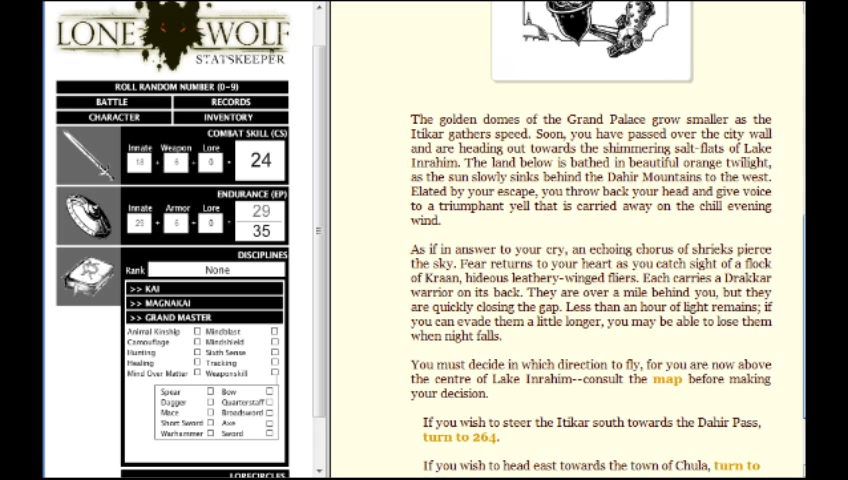 LONE WOLF
STATSKEEPER
ROLL RANDOM NUMBER (0-9)
BATTLE RECORDS
CHARACTER INVENTORY
COMBAT SKILL (CS)
Innate Weapon Lore
18 + 6 + 0 = 24
ENDURANCE (EP)
Innate Armor Lore 29
29 + 6 + 0 = 35
DISCIPLINES
Rank None
>> KAI
>> MAGNAKAI
>> GRAND MASTER
Animal Kinship Mindblast
Camouflage Mindshield
Hunting Sixth Sense
Healing Tracking
Mind Over Matter Weaponskill
Spear Bow
Dagger Quarterstaff
Mace Broadsword
Short Sword Axe
Warhammer Sword
LORECIRCLES
The golden domes of the Grand Palace grow smaller as the
Itikar gathers speed. Soon, you have passed over the city wall
and are heading out towards the shimmering salt-flats of Lake
Inrahim. The land below is bathed in beautiful orange twilight,
as the sun slowly sinks behind the Dahir Mountains to the west.
Elated by your escape, you throw back your head and give voice
to a triumphant yell that is carried away on the chill evening
wind.
As if in answer to your cry, an echoing chorus of shrieks pierce
the sky. Fear returns to your heart as you catch sight of a flock
of Kraan, hideous leathery-winged fliers. Each carries a Drakkar
warrior on its back. They are over a mile behind you, but they
are quickly closing the gap. Less than an hour of light remains; if
you can evade them a little longer, you may be able to lose them
when night falls.
You must decide in which direction to fly, for you are now above
the centre of Lake Inrahim--consult the map before making
your decision.
If you wish to steer the Itikar south towards the Dahir Pass,
turn to 264.
If you wish to head east towards the town of Chula, turn to